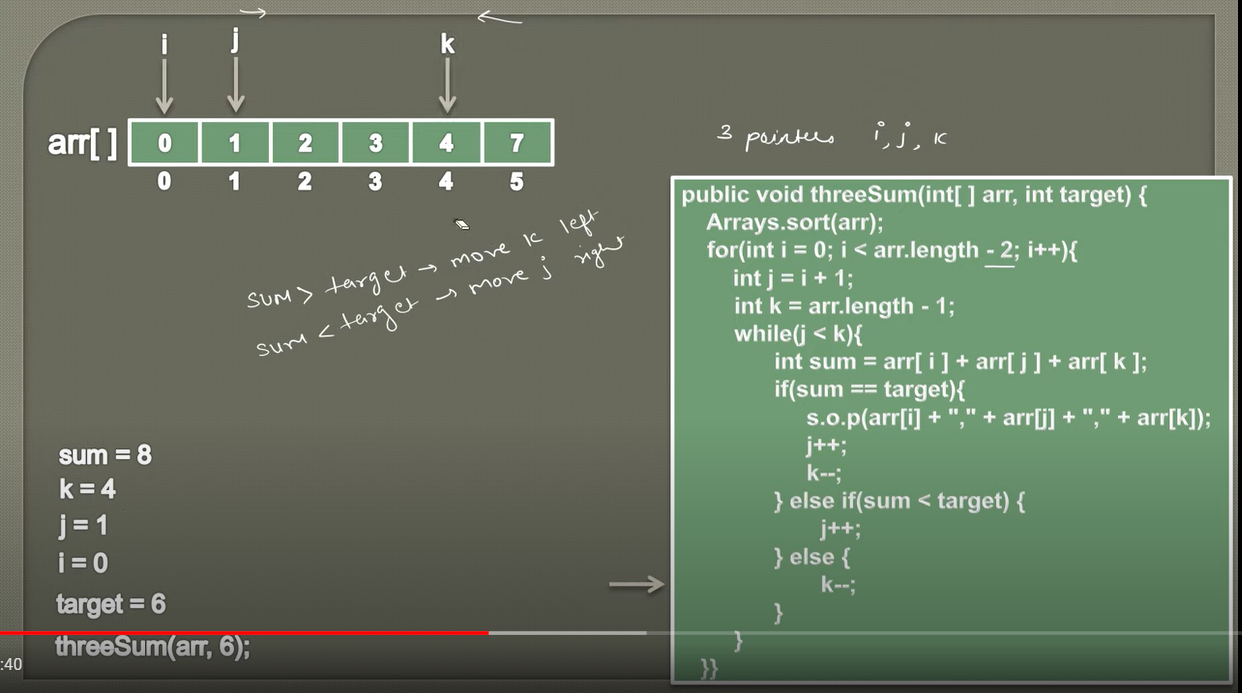 i j k
arr[ ] 0 1 2 3 4 7
0 1 2 3 4 5
3 pointers i, j, k
sum > target → move k left
sum < target → move j right
sum = 8
k = 4
j = 1
i = 0
target = 6
threeSum(arr, 6);
:40
public void threeSum(int[ ] arr, int target) {
Arrays.sort(arr);
for(int i = 0; i < arr.length - 2; i++){
int j = i + 1;
int k = arr.length - 1;
while(j < k){
int sum = arr[ i ] + arr[ j ] + arr[ k ];
if(sum == target){
s.o.p(arr[i] + "," + arr[j] + "," + arr[k]);
j++;
k--;
} else if(sum < target) {
j++;
} else {
k--;
}
}
}}